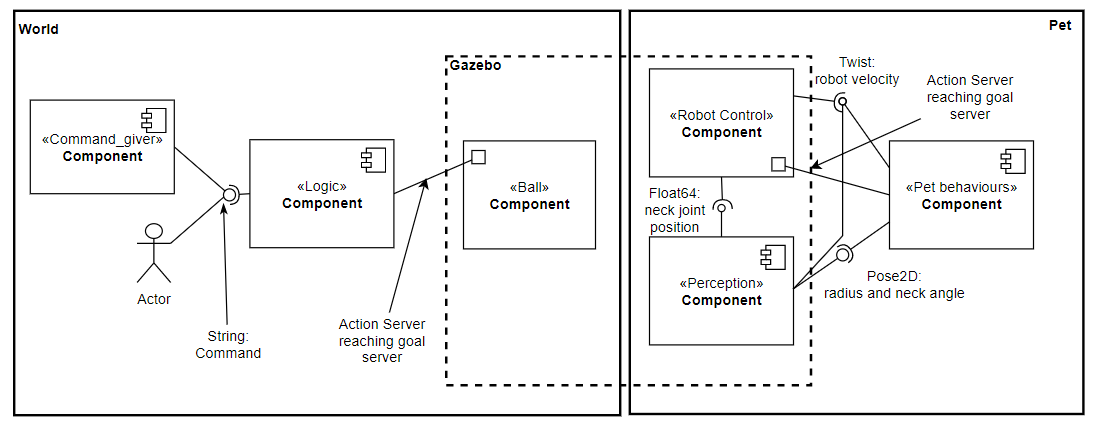 World
Pet
Gazebo
«Command_giver»
Component
«Logic»
Component
«Ball»
Component
Actor
String:
Command
Action Server
reaching goal
server
«Robot Control»
Component
Twist:
robot velocity
Action Server
reaching goal
server
Float64:
neck joint
position
«Pet behaviours»
Component
«Perception»
Component
Pose2D:
radius and neck angle